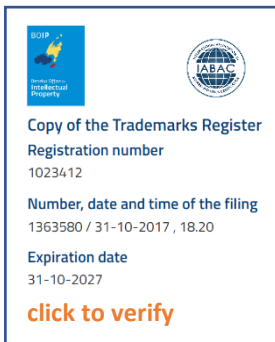 BOIP
Benelux Office for
Intellectual
Property
IABAC
Copy of the Trademarks Register
Registration number
1023412
Number, date and time of the filing
1363580 / 31-10-2017 , 18.20
Expiration date
31-10-2027
click to verify